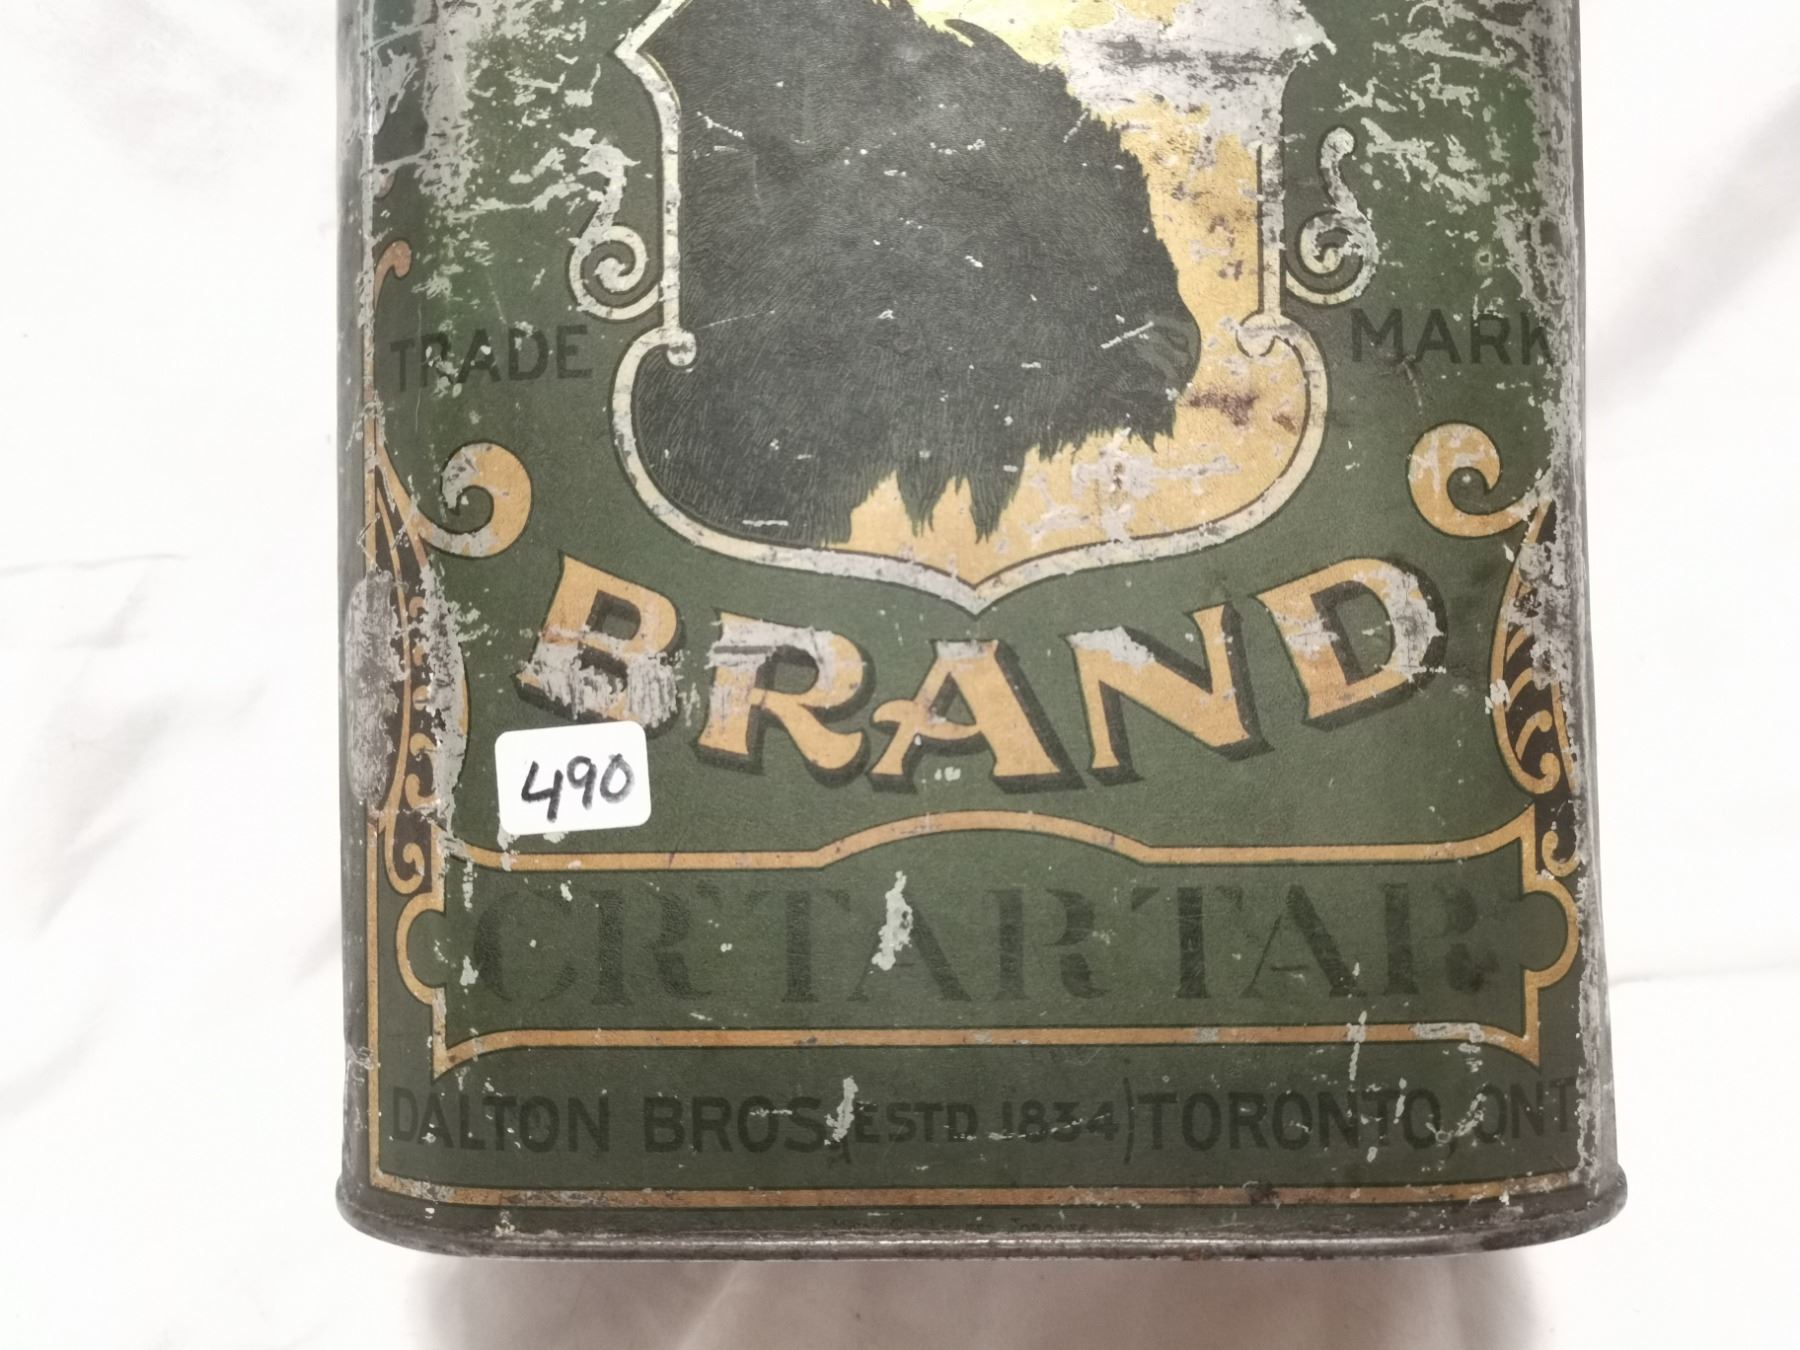 TRADE MARK
BRAND
490
CR TARTAR
DALTON BROS. (ESTD 1834) TORONTO, ONT